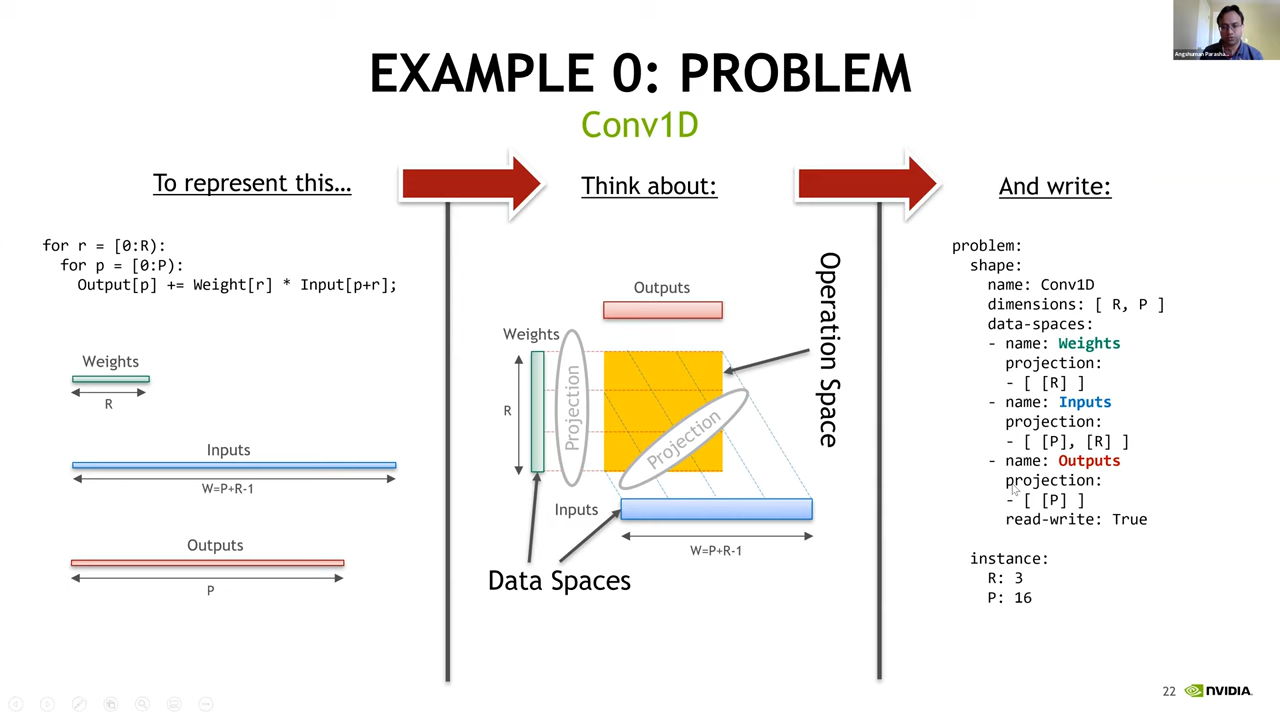 Angshuman Parasha...
EXAMPLE 0: PROBLEM
Conv1D
To represent this…
for r = [0:R):
for p = [0:P):
Output[p] += Weight[r] * Input[p+r];
Weights
R
Inputs
W=P+R-1
Outputs
P
Think about:
Operation Space
Outputs
Weights
R
Projection
Projection
Inputs
W=P+R-1
Data Spaces
And write:
problem:
shape:
name: Conv1D
dimensions: [ R, P ]
data-spaces:
- name: Weights
projection:
- [ [R] ]
- name: Inputs
projection:
- [ [P], [R] ]
- name: Outputs
projection:
- [ [P] ]
read-write: True
instance:
R: 3
P: 16
22
NVIDIA.